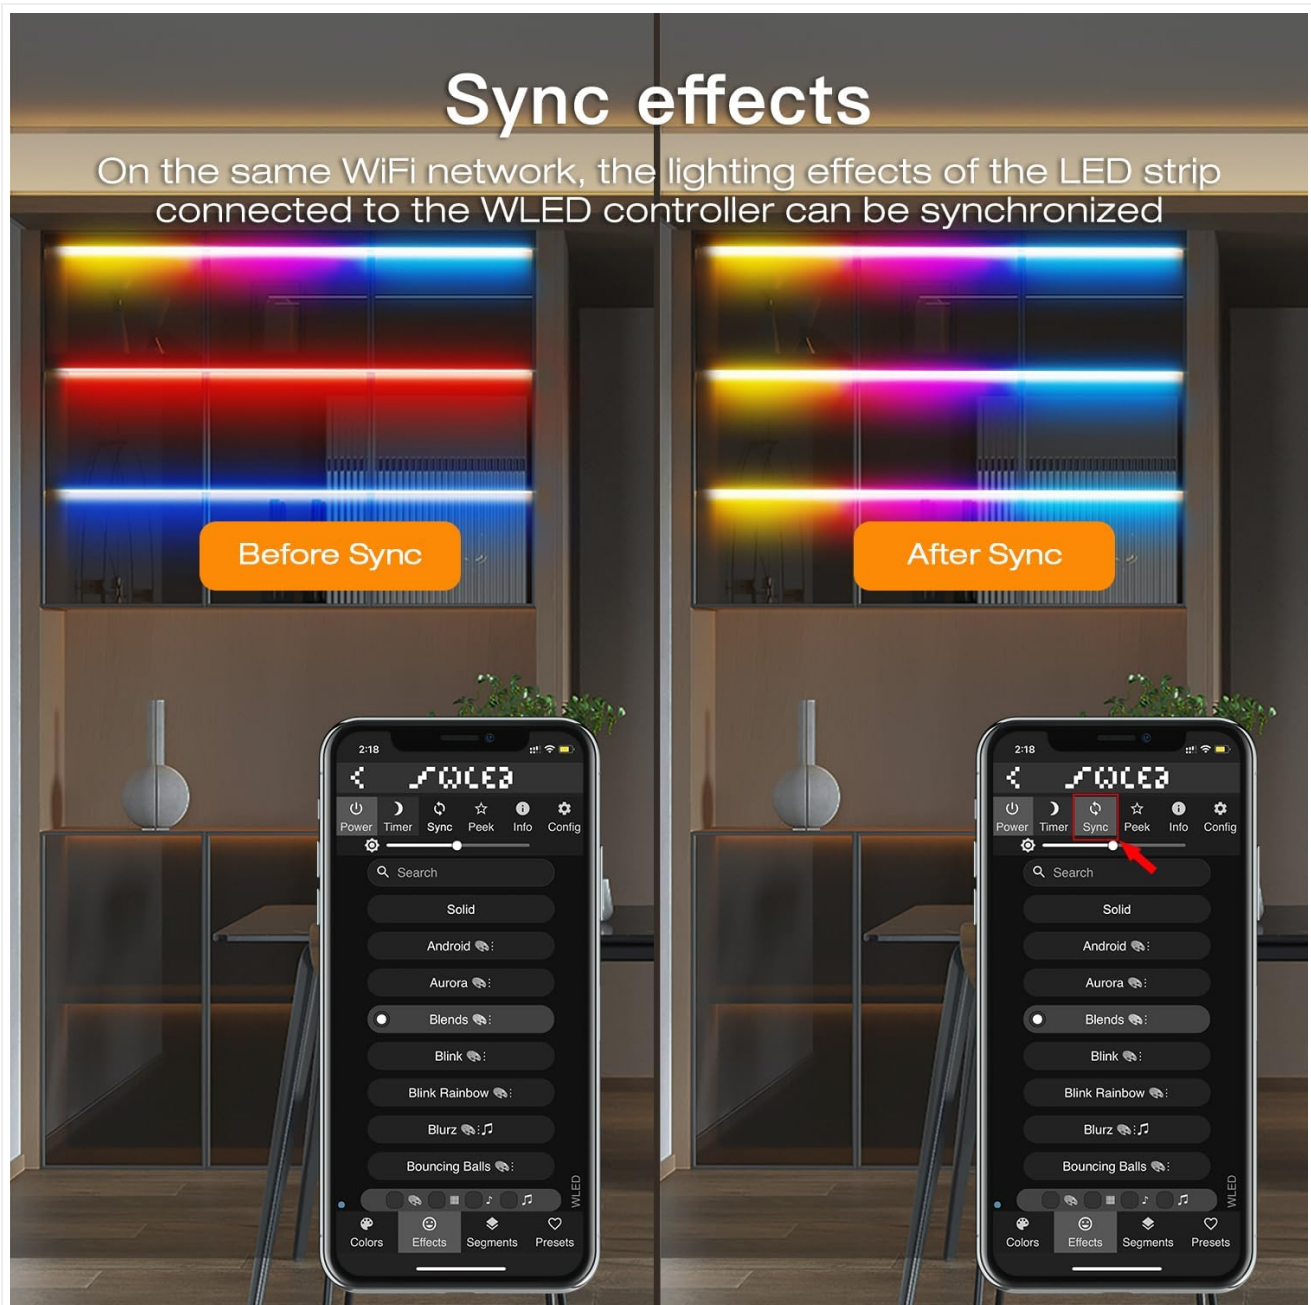 Sync effects
On the same WiFi network, the lighting effects of the LED strip
connected to the WLED controller can be synchronized
Before Sync
After Sync
2:18
WLED
Power Timer Sync Peek Info Config
Search
Solid
Android
Aurora
Blends
Blink
Blink Rainbow
Blurz
Bouncing Balls
WLED
Colors Effects Segments Presets
2:18
WLED
Power Timer Sync Peek Info Config
Search
Solid
Android
Aurora
Blends
Blink
Blink Rainbow
Blurz
Bouncing Balls
WLED
Colors Effects Segments Presets